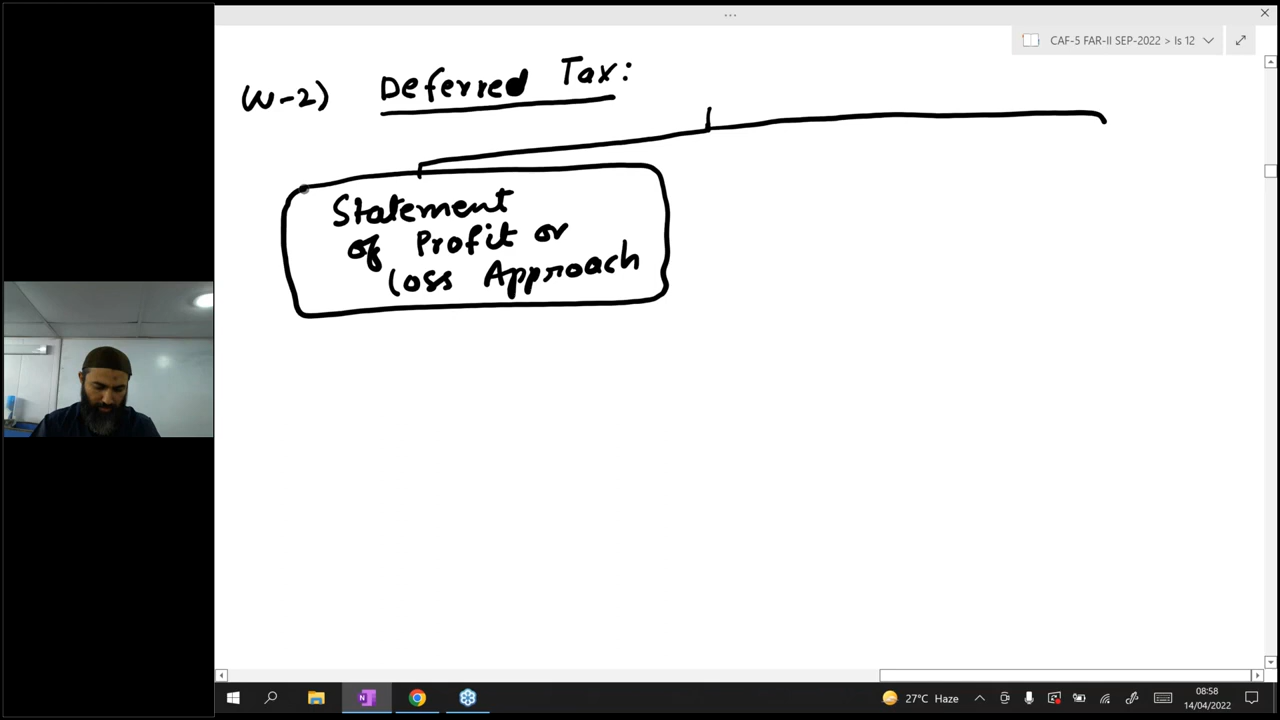 CAF-5 FAR-II SEP-2022 > Is 12
W-2) Deferred Tax:
Statement
of Profit or
Loss Approach
27°C Haze
08:58
14/04/2022